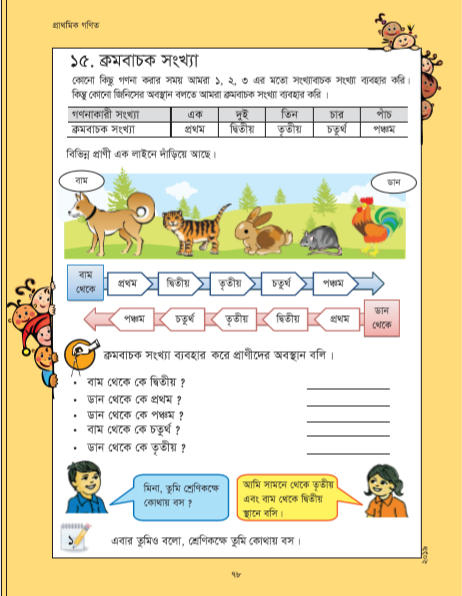 প্রাথমিক গণিত
১৫. ক্রমবাচক সংখ্যা
কোনো কিছু গণনা করার সময় আমরা ১, ২, ৩ এর মতো সংখ্যাবাচক সংখ্যা ব্যবহার করি।
কিন্তু কোনো জিনিসের অবস্থান বলতে আমরা ক্রমবাচক সংখ্যা ব্যবহার করি ।
গণনাকারী সংখ্যা এক দুই তিন চার পাঁচ
ক্রমবাচক সংখ্যা প্রথম দ্বিতীয় তৃতীয় চতুর্থ পঞ্চম
বিভিন্ন প্রাণী এক লাইনে দাঁড়িয়ে আছে।
বাম ডান
বাম থেকে প্রথম দ্বিতীয় তৃতীয় চতুর্থ পঞ্চম
পঞ্চম চতুর্থ তৃতীয় দ্বিতীয় প্রথম ডান থেকে
ক্রমবাচক সংখ্যা ব্যবহার করে প্রাণীদের অবস্থান বলি ।
• বাম থেকে কে দ্বিতীয় ?
• ডান থেকে কে প্রথম ?
• ডান থেকে কে পঞ্চম ?
• বাম থেকে কে চতুর্থ ?
• ডান থেকে কে তৃতীয় ?
মিনা, তুমি শ্রেণিকক্ষে
কোথায় বস ?
আমি সামনে থেকে তৃতীয়
এবং বাম থেকে দ্বিতীয়
স্থানে বসি।
১ এবার তুমিও বলো, শ্রেণিকক্ষে তুমি কোথায় বস ।
২০১৯
৭৮